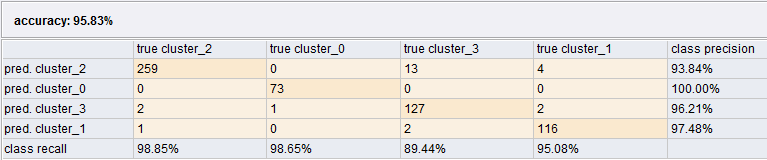 accuracy: 95.83%
true cluster_2 true cluster_0 true cluster_3 true cluster_1 class precision
pred. cluster_2 259 0 13 4 93.84%
pred. cluster_0 0 73 0 0 100.00%
pred. cluster_3 2 1 127 2 96.21%
pred. cluster_1 1 0 2 116 97.48%
class recall 98.85% 98.65% 89.44% 95.08%